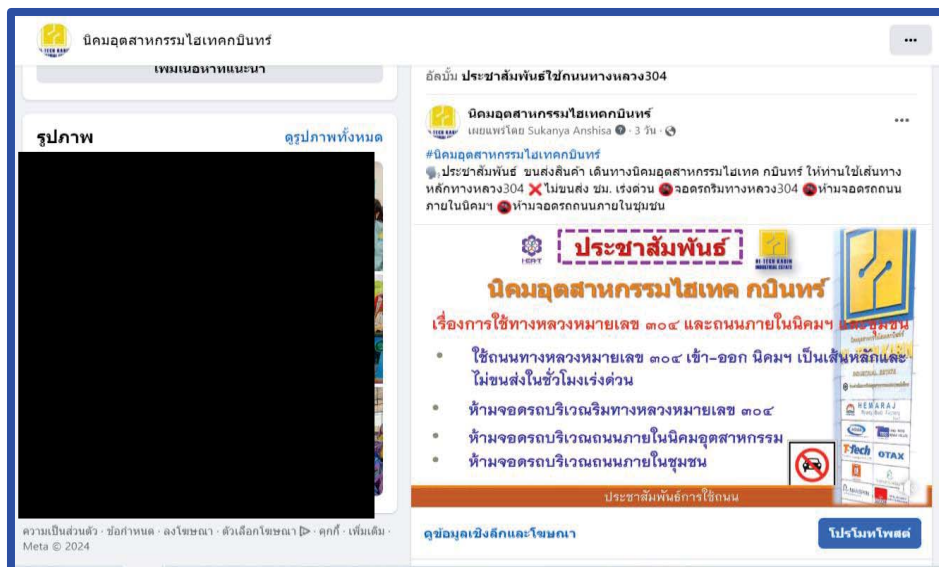 นิคมอุตสาหกรรมไฮเทคกบินทร์
เพิ่มเนื้อหาที่แนะนำ
รูปภาพ
ดูรูปภาพทั้งหมด
ความเป็นส่วนตัว · ข้อกำหนด · ลงโฆษณา · ตัวเลือกโฆษณา · คุกกี้ · เพิ่มเติม ·
Meta © 2024
อัลบั้ม ประชาสัมพันธ์ใช้ถนนทางหลวง304
นิคมอุตสาหกรรมไฮเทคกบินทร์
เผยแพร่โดย Sukanya Anshisa · 3 วัน ·
#นิคมอุตสาหกรรมไฮเทคกบินทร์
ประชาสัมพันธ์ ขนส่งสินค้า เดินทางนิคมอุตสาหกรรมไฮเทค กบินทร์ ให้ท่านใช้เส้นทาง
หลักทางหลวง304 ❌ไม่ขนส่ง ชม. เร่งด่วน จอดรถริมทางหลวง304 ห้ามจอดรถถนน
ภายในนิคมฯ ห้ามจอดรถถนนภายในชุมชน
I-EA-T
ประชาสัมพันธ์
HI TECH KABIN
INDUSTRIAL ESTATE
นิคมอุตสาหกรรมไฮเทค กบินทร์
เรื่องการใช้ทางหลวงหมายเลข ๓๐๔ และถนนภายในนิคมฯ และชุมชน
• ใช้ถนนทางหลวงหมายเลข ๓๐๔ เข้า-ออก นิคมฯ เป็นเส้นหลักและ
ไม่ขนส่งในชั่วโมงเร่งด่วน
• ห้ามจอดรถบริเวณริมทางหลวงหมายเลข ๓๐๔
• ห้ามจอดรถบริเวณถนนภายในนิคมอุตสาหกรรม
• ห้ามจอดรถบริเวณถนนภายในชุมชน
INDUSTRIAL ESTATE
HEMARAJ
T-Tech
OTAX
ประชาสัมพันธ์การใช้ถนน
ดูข้อมูลเชิงลึกและโฆษณา
โปรโมทโพสต์